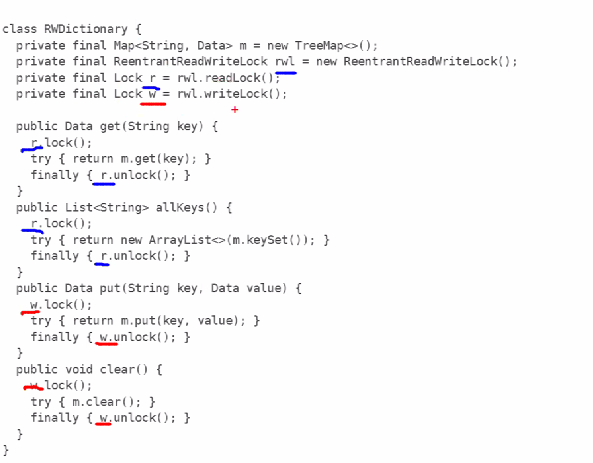 class RWDictionary {
  private final Map<String, Data> m = new TreeMap<>();
  private final ReentrantReadWriteLock rwl = new ReentrantReadWriteLock();
  private final Lock r = rwl.readLock();
  private final Lock w = rwl.writeLock();

  public Data get(String key) {
    r.lock();
    try { return m.get(key); }
    finally { r.unlock(); }
  }
  public List<String> allKeys() {
    r.lock();
    try { return new ArrayList<>(m.keySet()); }
    finally { r.unlock(); }
  }
  public Data put(String key, Data value) {
    w.lock();
    try { return m.put(key, value); }
    finally { w.unlock(); }
  }
  public void clear() {
    w.lock();
    try { m.clear(); }
    finally { w.unlock(); }
  }
}